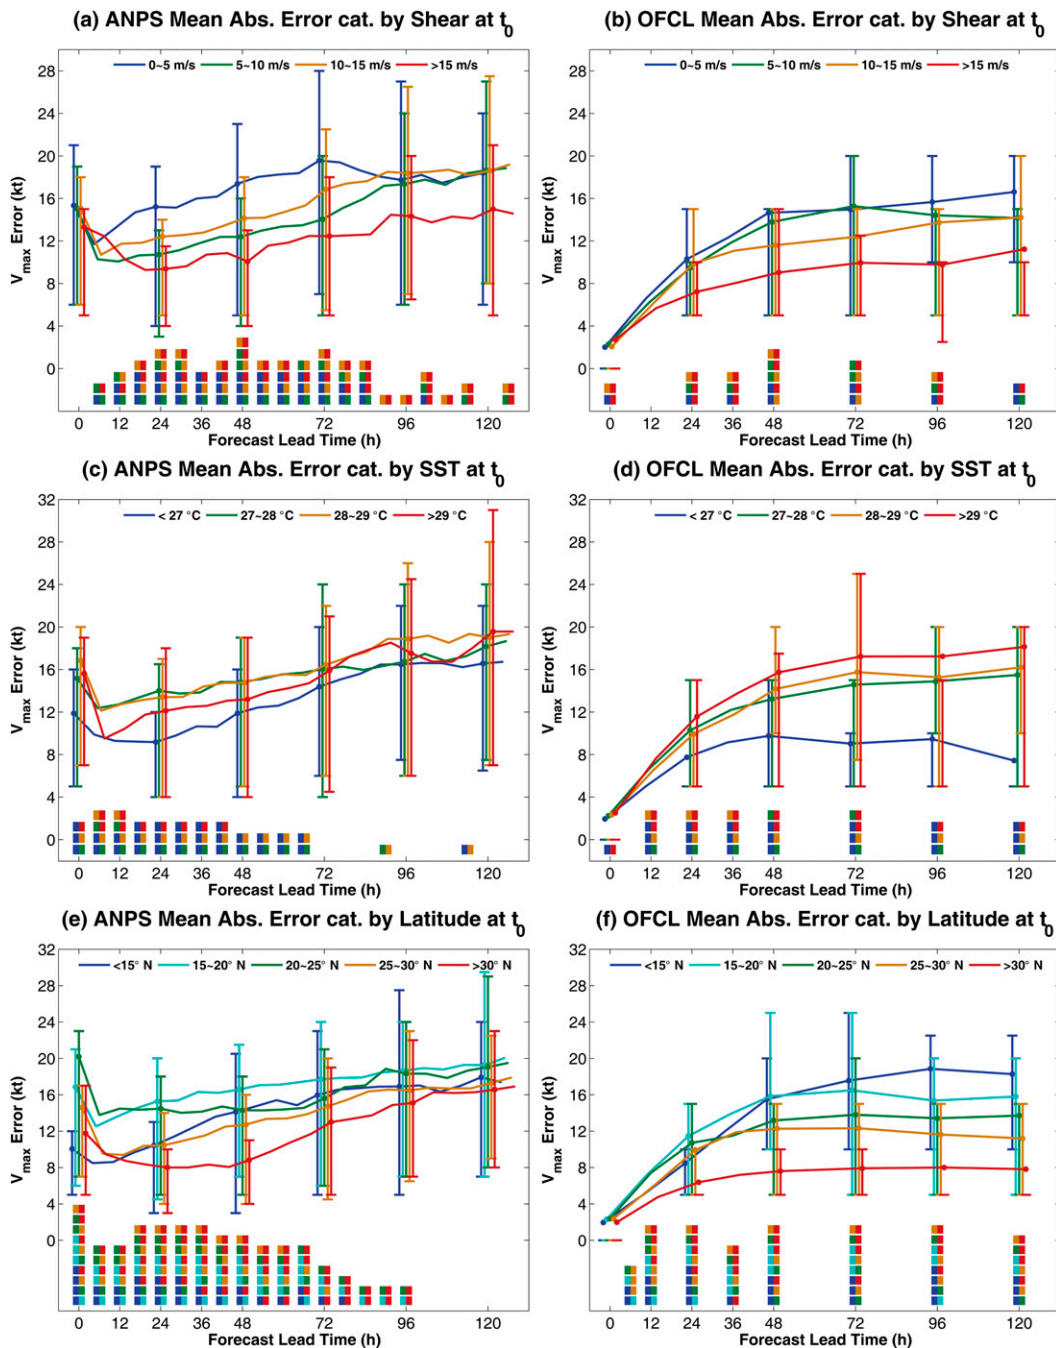 (a) ANPS Mean Abs. Error cat. by Shear at t0
28
24
20
16
12
8
4
0
Vmax Error (kt)
0~5 m/s 5~10 m/s 10~15 m/s >15 m/s
0 12 24 36 48 72 96 120
Forecast Lead Time (h)
(b) OFCL Mean Abs. Error cat. by Shear at t0
28
24
20
16
12
8
4
0
Vmax Error (kt)
0~5 m/s 5~10 m/s 10~15 m/s >15 m/s
0 12 24 36 48 72 96 120
Forecast Lead Time (h)
(c) ANPS Mean Abs. Error cat. by SST at t0
32
28
24
20
16
12
8
4
0
Vmax Error (kt)
< 27 °C 27~28 °C 28~29 °C >29 °C
0 12 24 36 48 72 96 120
Forecast Lead Time (h)
(d) OFCL Mean Abs. Error cat. by SST at t0
32
28
24
20
16
12
8
4
0
Vmax Error (kt)
< 27 °C 27~28 °C 28~29 °C >29 °C
0 12 24 36 48 72 96 120
Forecast Lead Time (h)
(e) ANPS Mean Abs. Error cat. by Latitude at t0
32
28
24
20
16
12
8
4
0
Vmax Error (kt)
<15° N 15~20° N 20~25° N 25~30° N >30° N
0 12 24 36 48 72 96 120
Forecast Lead Time (h)
(f) OFCL Mean Abs. Error cat. by Latitude at t0
32
28
24
20
16
12
8
4
0
Vmax Error (kt)
<15° N 15~20° N 20~25° N 25~30° N >30° N
0 12 24 36 48 72 96 120
Forecast Lead Time (h)